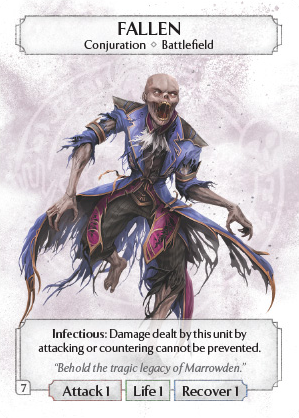 FALLEN
Conjuration ⋄ Battlefield
Infectious: Damage dealt by this unit by
attacking or countering cannot be prevented.
"Behold the tragic legacy of Marrowden."
7
Attack 1 Life 1 Recover 1